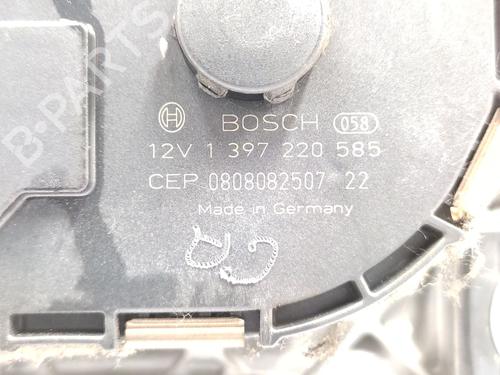 B-PARTS
BOSCH 058
12V 1 397 220 585
CEP 0808082507 22
Made in Germany